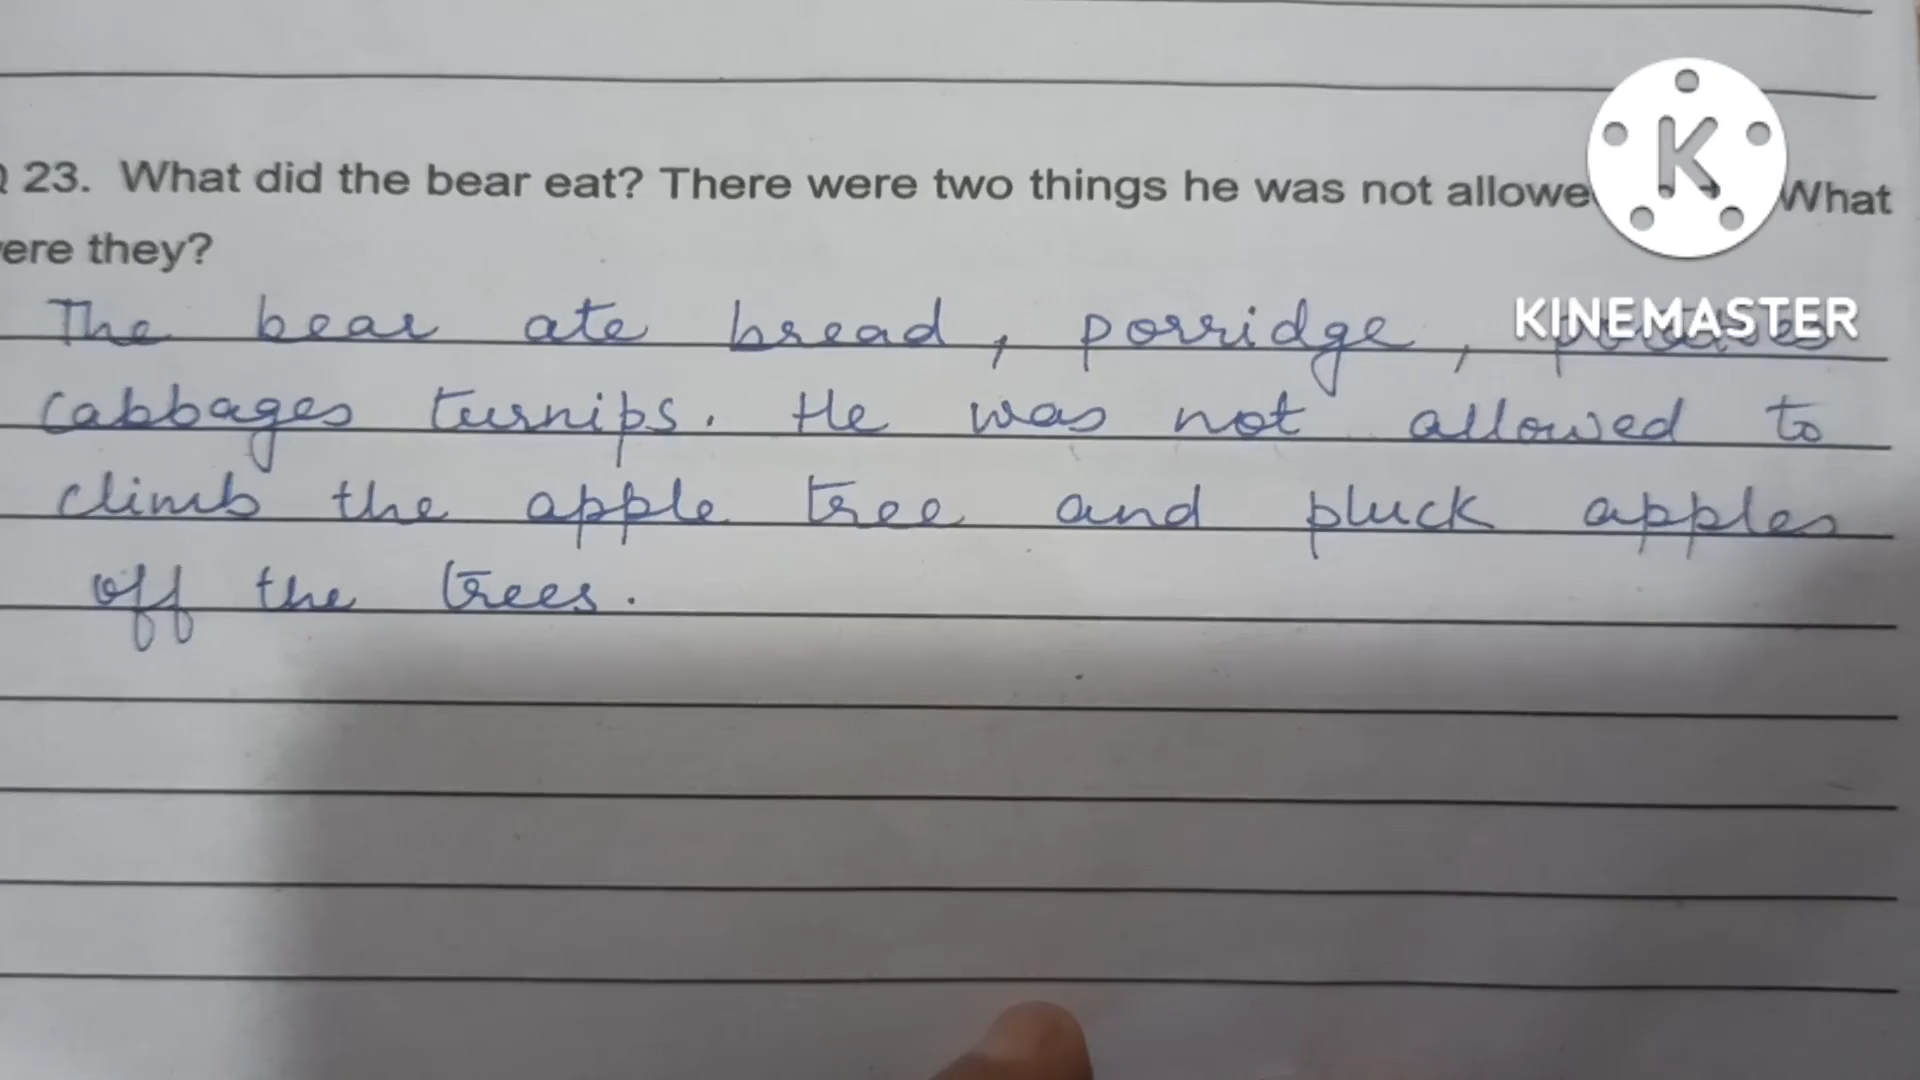 23. What did the bear eat? There were two things he was not allowe What
ere they?
The bear ate bread, porridge,
KINEMASTER
cabbages turnips. He was not allowed to
climb the apple tree and pluck apples
off the trees.